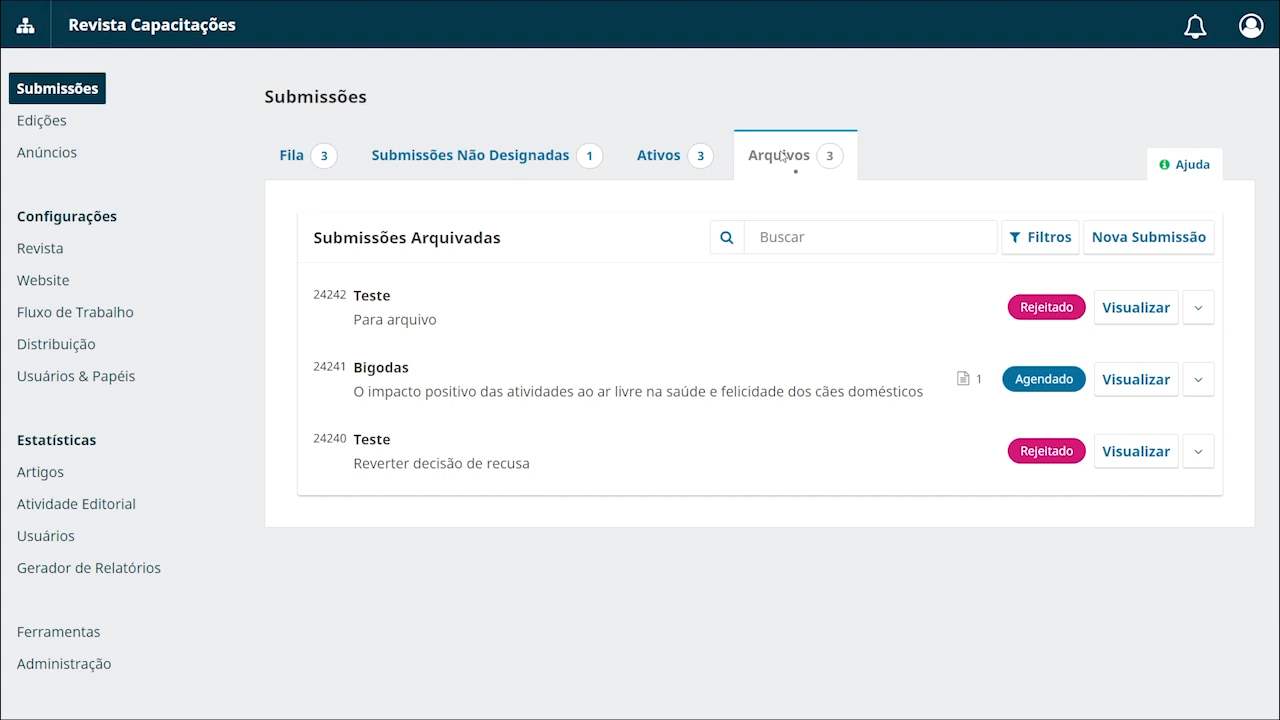 Revista Capacitações
Submissões
Edições
Anúncios
Configurações
Revista
Website
Fluxo de Trabalho
Distribuição
Usuários & Papéis
Estatísticas
Artigos
Atividade Editorial
Usuários
Gerador de Relatórios
Ferramentas
Administração
Submissões
Fila 3 Submissões Não Designadas 1 Ativos 3 Arquivos 3
Ajuda
Submissões Arquivadas Buscar Filtros Nova Submissão
24242 Teste
Para arquivo
Rejeitado Visualizar
24241 Bigodas
O impacto positivo das atividades ao ar livre na saúde e felicidade dos cães domésticos
1 Agendado Visualizar
24240 Teste
Reverter decisão de recusa
Rejeitado Visualizar